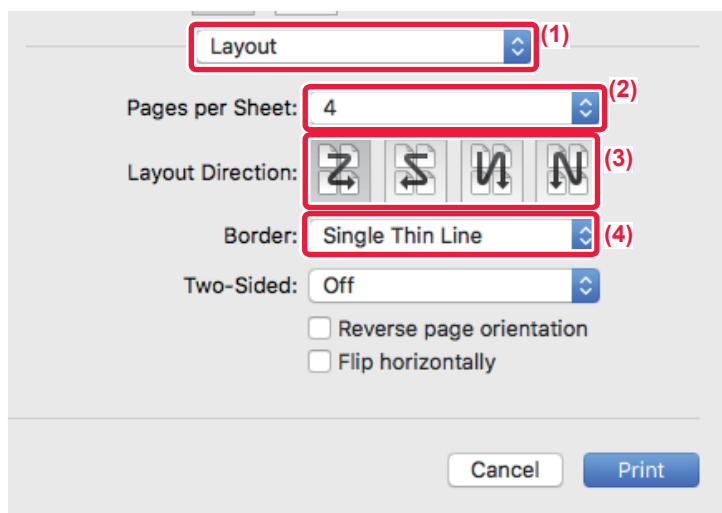 Layout (1)
Pages per Sheet: 4 (2)
Layout Direction: (3)
Border: Single Thin Line (4)
Two-Sided: Off
Reverse page orientation
Flip horizontally
Cancel Print